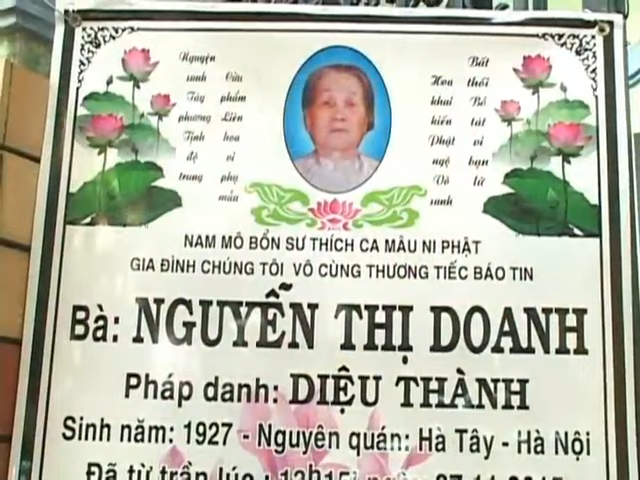 Nguyện
sanh Cửu
Tây phẩm
phương Liên
Tịnh hoa
độ vi
trung phụ
mẫu
Bất
Hoa thối
khai Bồ
kiến tát
Phật vi
ngộ bạn
Vô lữ
sanh
NAM MÔ BỔN SƯ THÍCH CA MÂU NI PHẬT
GIA ĐÌNH CHÚNG TÔI VÔ CÙNG THƯƠNG TIẾC BÁO TIN
Bà: NGUYỄN THỊ DOANH
Pháp danh: DIỆU THÀNH
Sinh năm: 1927 - Nguyên quán: Hà Tây - Hà Nội
Đã từ trần lúc : 12h15